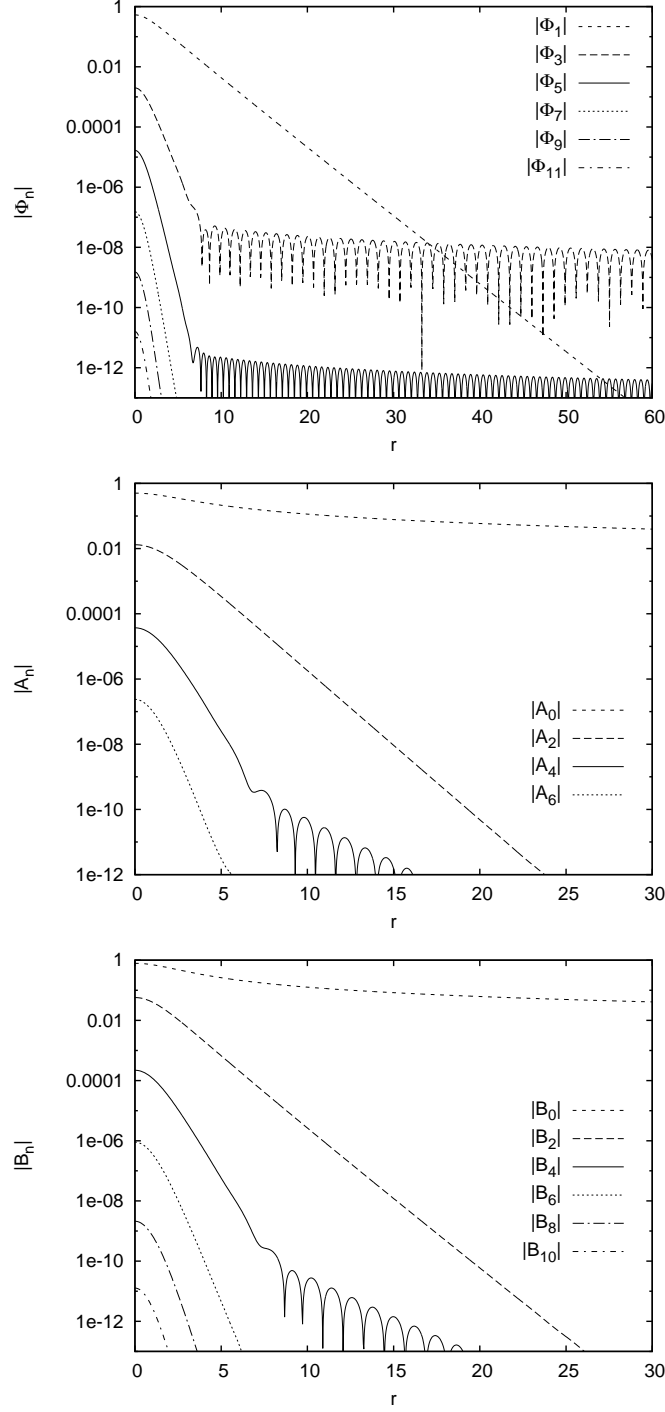 |Φn|
1
0.01
0.0001
1e-06
1e-08
1e-10
1e-12
0 10 20 30 40 50 60
r
|Φ1|
|Φ3|
|Φ5|
|Φ7|
|Φ9|
|Φ11|
|An|
1
0.01
0.0001
1e-06
1e-08
1e-10
1e-12
0 5 10 15 20 25 30
r
|A0|
|A2|
|A4|
|A6|
|Bn|
1
0.01
0.0001
1e-06
1e-08
1e-10
1e-12
0 5 10 15 20 25 30
r
|B0|
|B2|
|B4|
|B6|
|B8|
|B10|